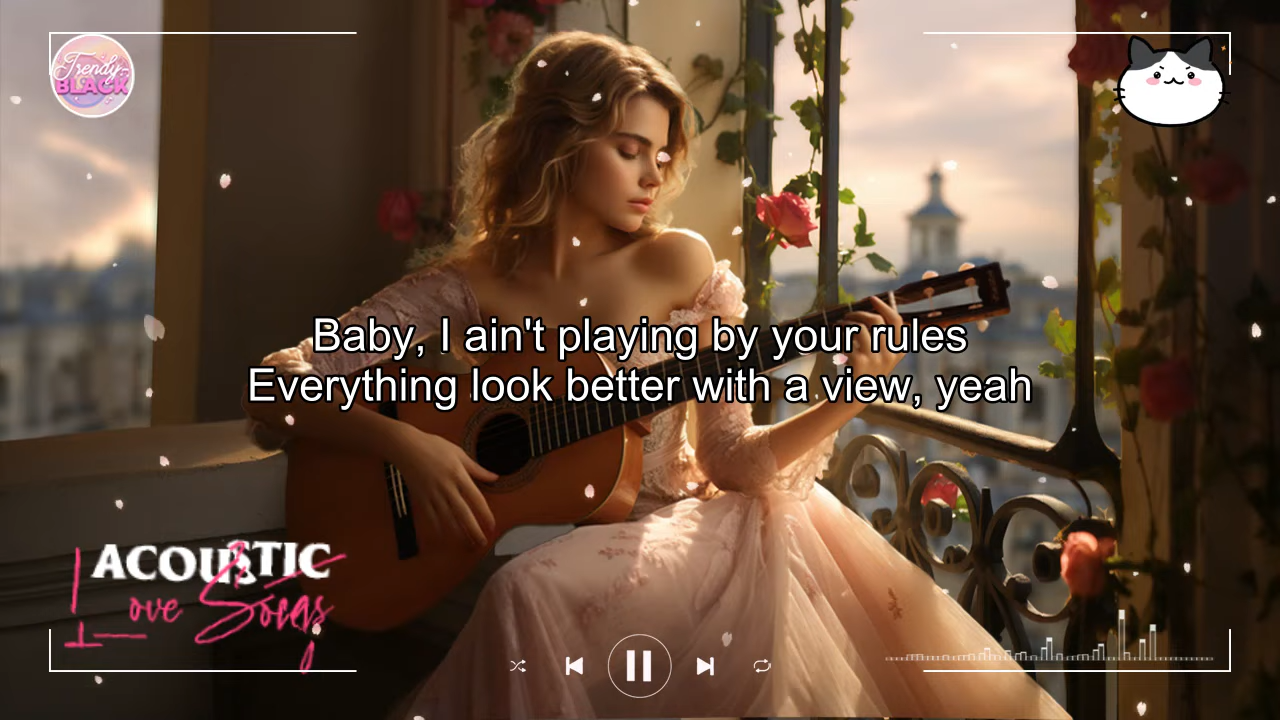 Trendy
BLACK
Baby, I ain't playing by your rules
Everything look better with a view, yeah
ACOUSTIC
Love Songs